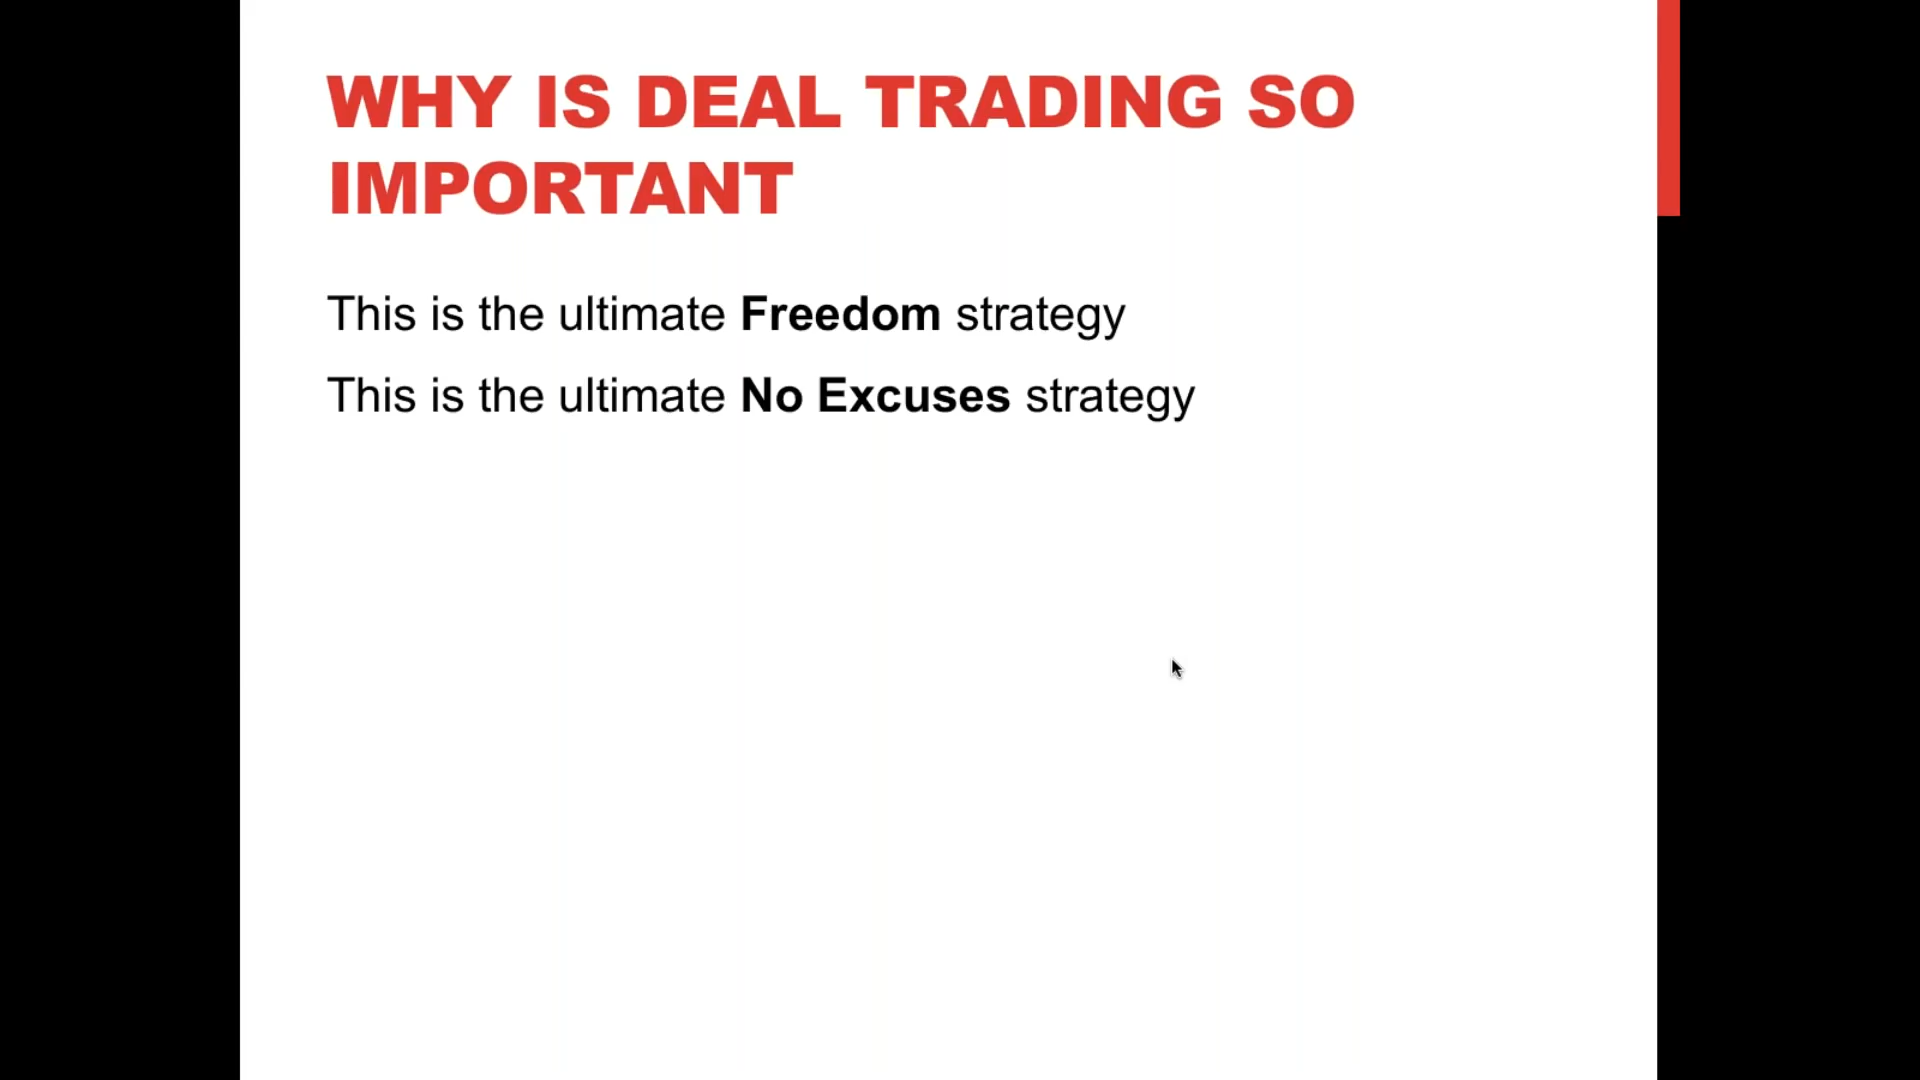 WHY IS DEAL TRADING SO
IMPORTANT
This is the ultimate Freedom strategy
This is the ultimate No Excuses strategy